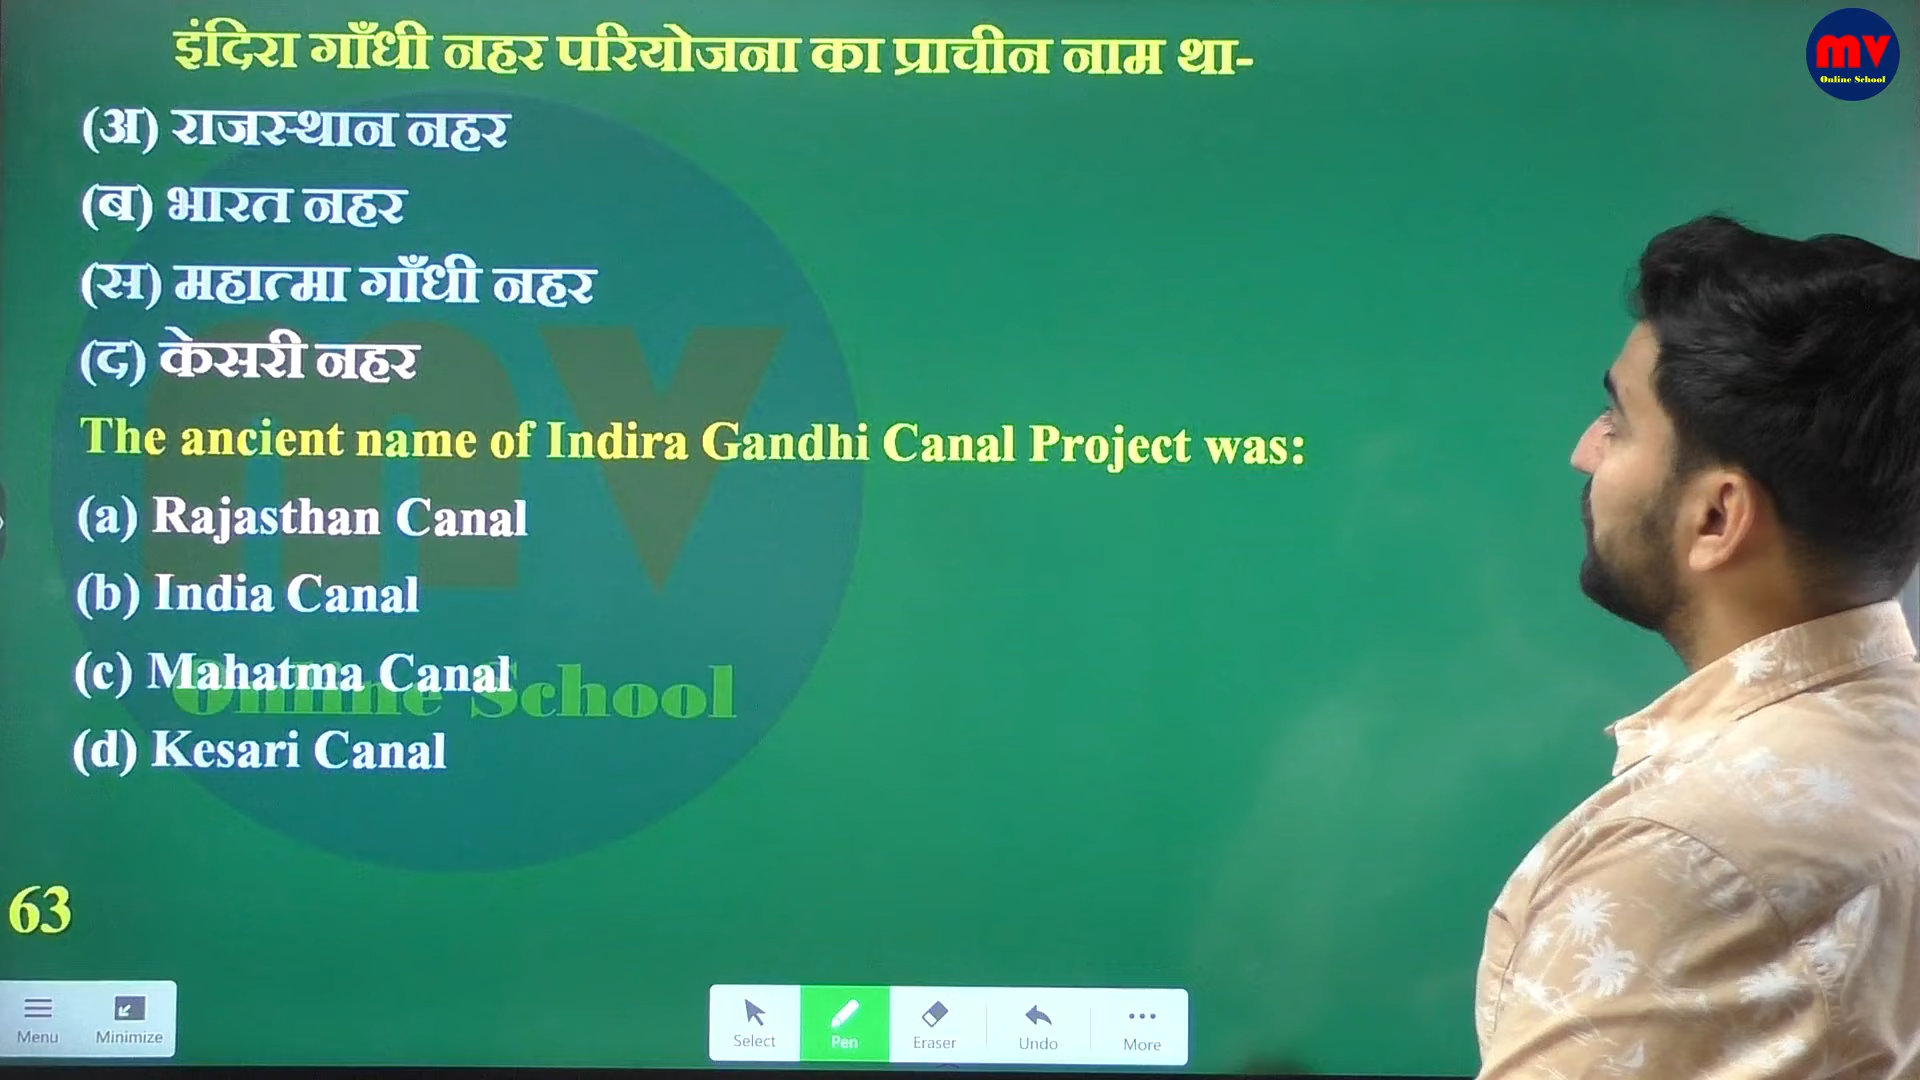 इंदिरा गाँधी नहर परियोजना का प्राचीन नाम था-
(अ) राजस्थान नहर
(ब) भारत नहर
(स) महात्मा गाँधी नहर
(द) केसरी नहर
The ancient name of Indira Gandhi Canal Project was:
(a) Rajasthan Canal
(b) India Canal
(c) Mahatma Canal
(d) Kesari Canal
63
mv
Online School
mv
Online School
Menu
Minimize
Select
Pen
Eraser
Undo
More